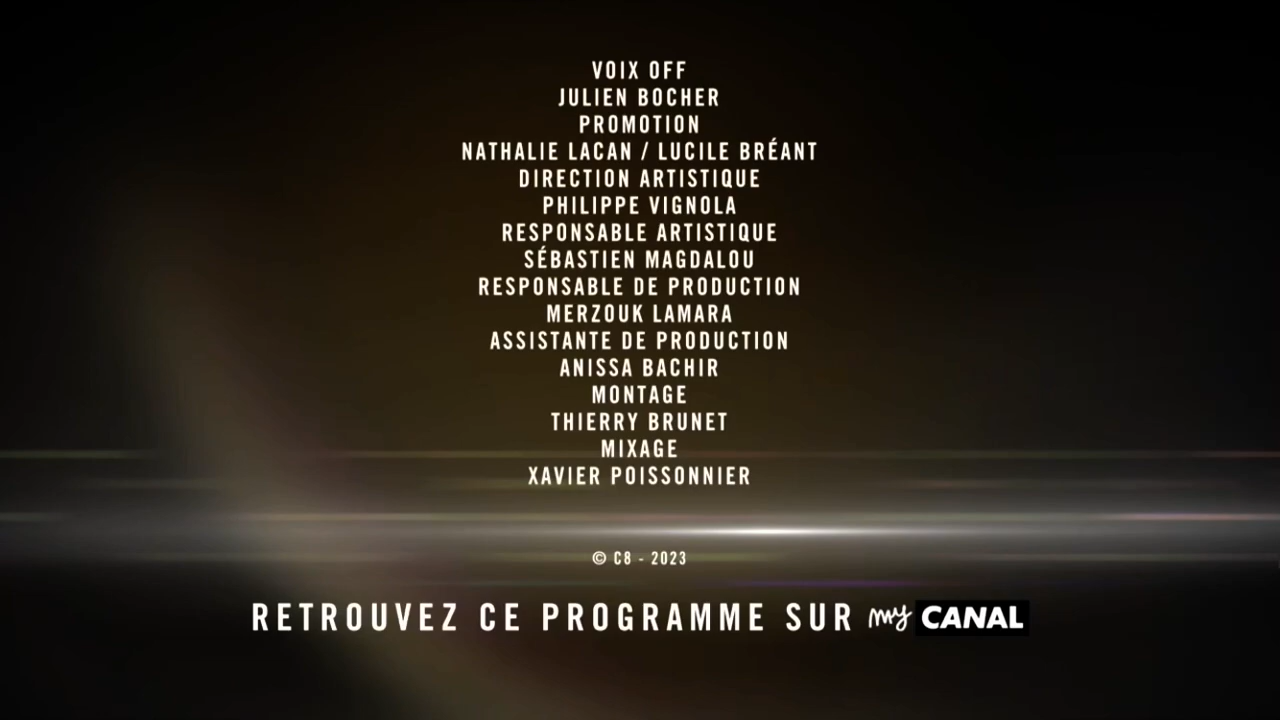 VOIX OFF
JULIEN BOCHER
PROMOTION
NATHALIE LACAN / LUCILE BRÉANT
DIRECTION ARTISTIQUE
PHILIPPE VIGNOLA
RESPONSABLE ARTISTIQUE
SÉBASTIEN MAGDALOU
RESPONSABLE DE PRODUCTION
MERZOUK LAMARA
ASSISTANTE DE PRODUCTION
ANISSA BACHIR
MONTAGE
THIERRY BRUNET
MIXAGE
XAVIER POISSONNIER
© C8 - 2023
RETROUVEZ CE PROGRAMME SUR my CANAL